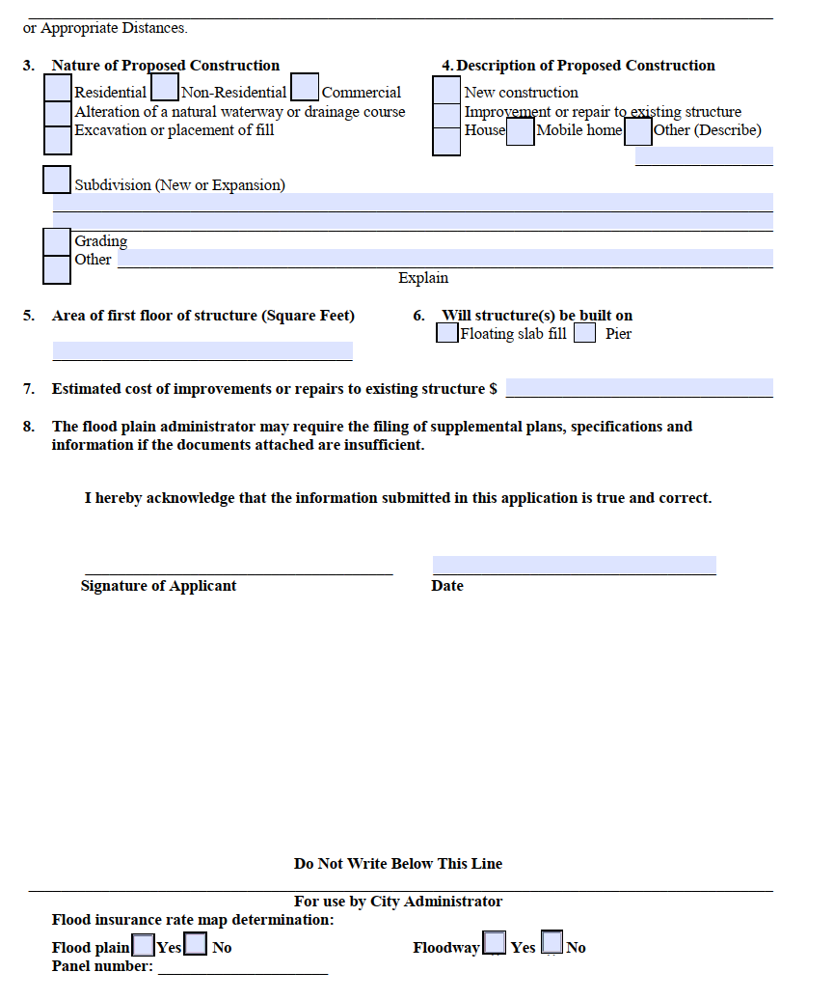 or Appropriate Distances.
3. Nature of Proposed Construction
Residential Non-Residential Commercial
Alteration of a natural waterway or drainage course
Excavation or placement of fill
Subdivision (New or Expansion)
Grading
Other
Explain
4. Description of Proposed Construction
New construction
Improvement or repair to existing structure
House Mobile home Other (Describe)
5. Area of first floor of structure (Square Feet)
6. Will structure(s) be built on
Floating slab fill Pier
7. Estimated cost of improvements or repairs to existing structure $
8. The flood plain administrator may require the filing of supplemental plans, specifications and
information if the documents attached are insufficient.
I hereby acknowledge that the information submitted in this application is true and correct.
Signature of Applicant
Date
Do Not Write Below This Line
For use by City Administrator
Flood insurance rate map determination:
Flood plain Yes No
Floodway Yes No
Panel number: